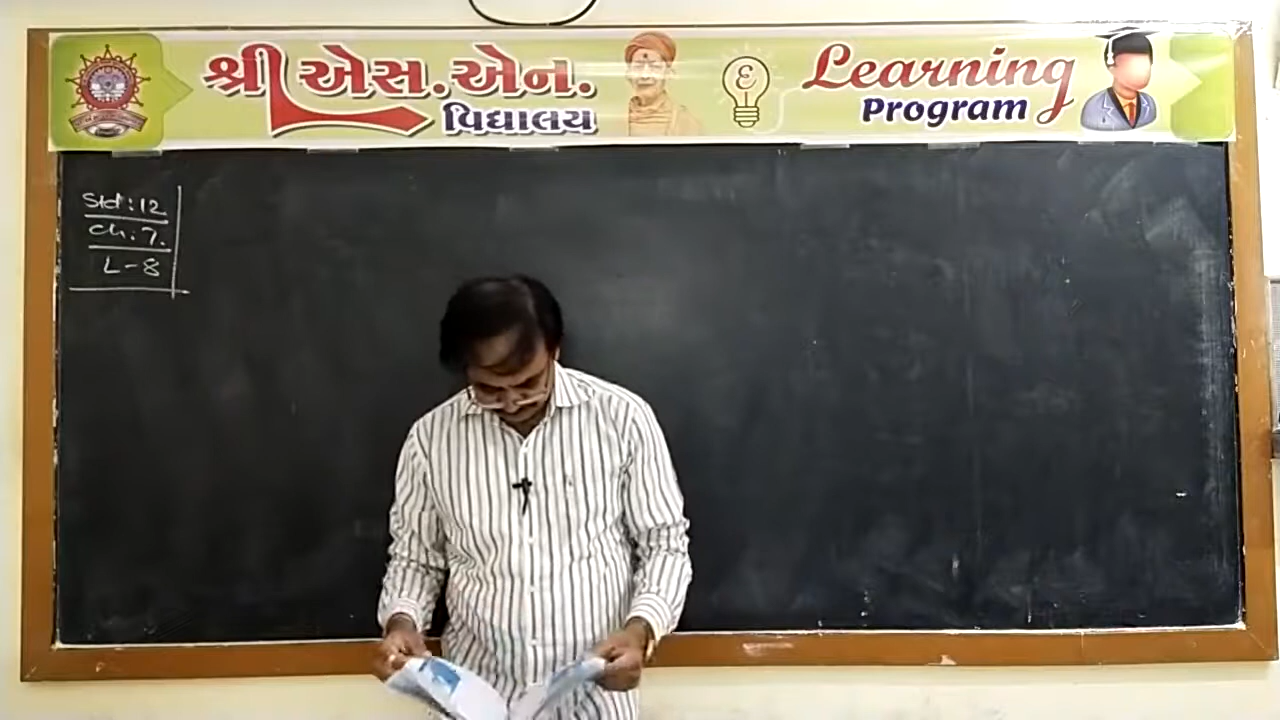 શ્રી એસ.એન.
વિદ્યાલય
Learning
Program
Std:12
Ch:7.
L-8